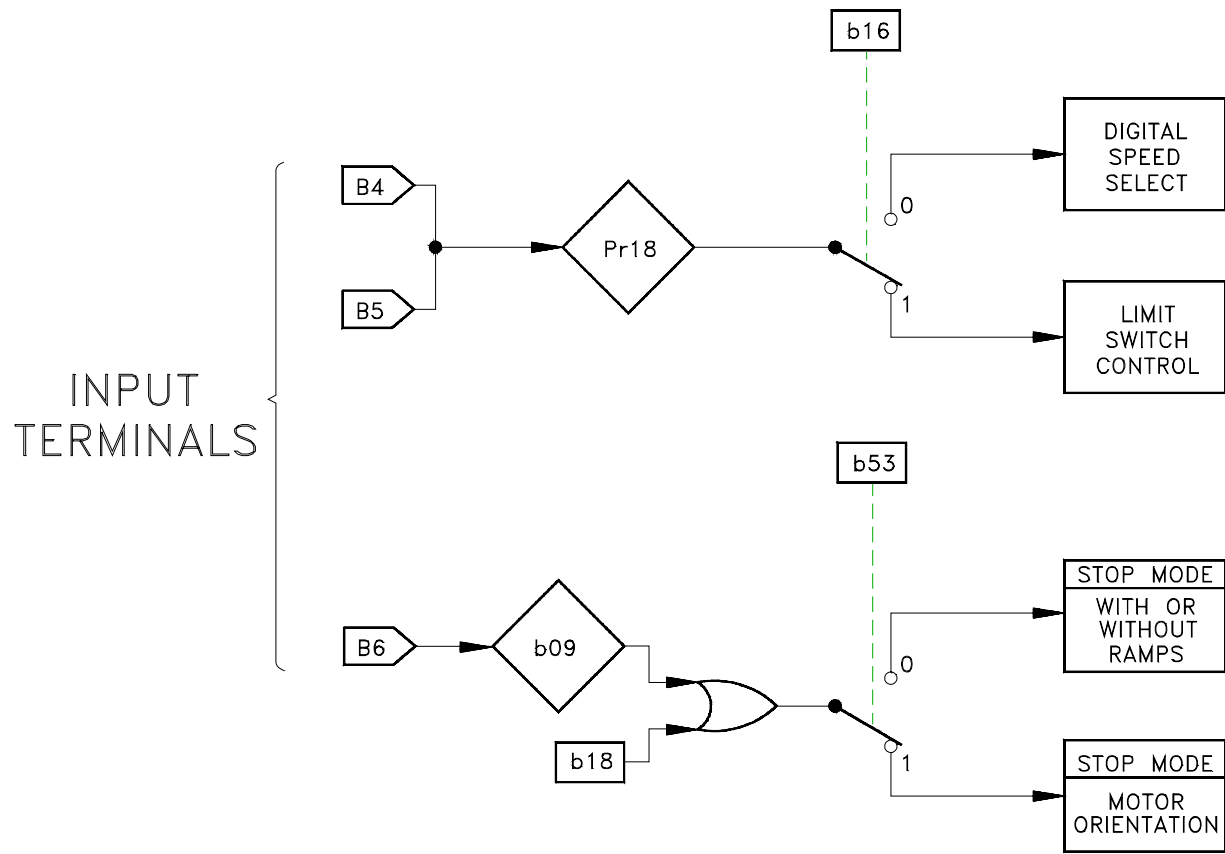 b16
DIGITAL
SPEED
SELECT
B4
0
Pr18
B5
1
LIMIT
SWITCH
CONTROL
INPUT
TERMINALS
b53
STOP MODE
WITH OR
WITHOUT
RAMPS
B6
b09
0
b18
1
STOP MODE
MOTOR
ORIENTATION